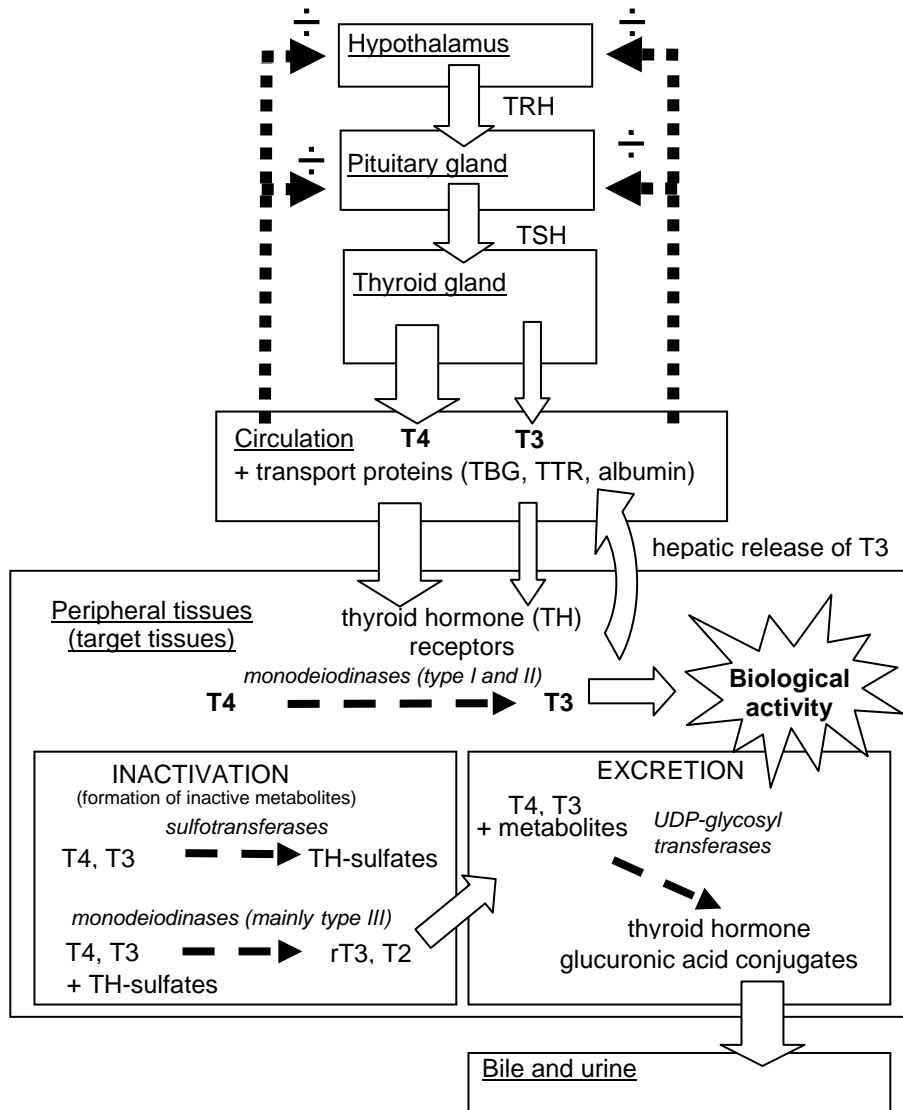 ÷ ÷
Hypothalamus
TRH
÷ ÷
Pituitary gland
TSH
Thyroid gland
Circulation T4 T3
+ transport proteins (TBG, TTR, albumin)
hepatic release of T3
Peripheral tissues
(target tissues)
thyroid hormone (TH)
receptors
monodeiodinases (type I and II)
T4 T3
Biological
activity
INACTIVATION
(formation of inactive metabolites)
sulfotransferases
T4, T3 TH-sulfates
monodeiodinases (mainly type III)
T4, T3 rT3, T2
+ TH-sulfates
EXCRETION
T4, T3
+ metabolites
UDP-glycosyl
transferases
thyroid hormone
glucuronic acid conjugates
Bile and urine